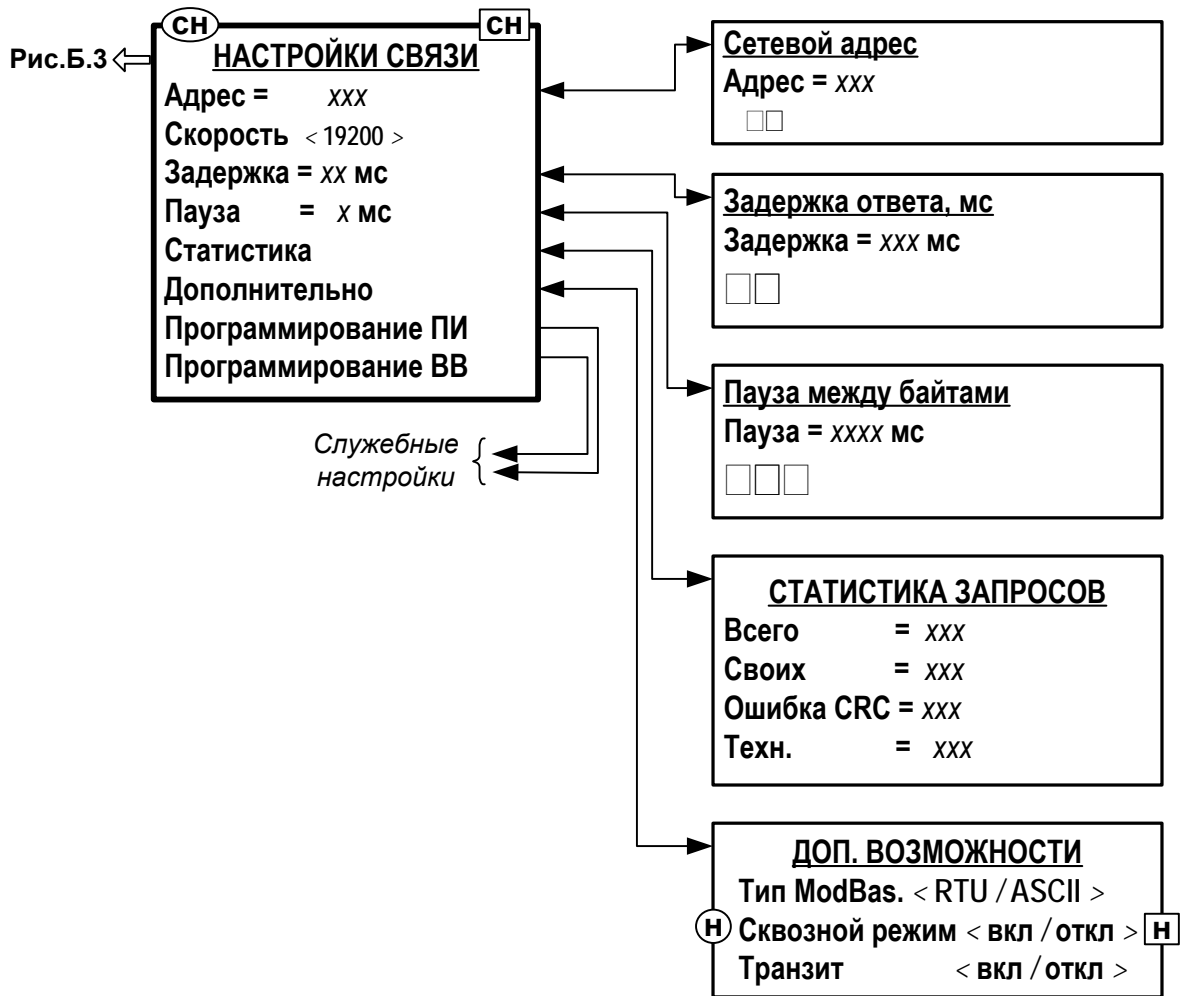 СН СН
Рис.Б.3
НАСТРОЙКИ СВЯЗИ
Адрес = xxx
Скорость < 19200 >
Задержка = xx мс
Пауза = x мс
Статистика
Дополнительно
Программирование ПИ
Программирование ВВ
Служебные
настройки
Сетевой адрес
Адрес = xxx
Задержка ответа, мс
Задержка = xxx мс
Пауза между байтами
Пауза = xxxx мс
СТАТИСТИКА ЗАПРОСОВ
Всего = xxx
Своих = xxx
Ошибка CRC = xxx
Техн. = xxx
ДОП. ВОЗМОЖНОСТИ
Тип ModBas. < RTU / ASCII >
Н Сквозной режим < вкл / откл > Н
Транзит < вкл / откл >